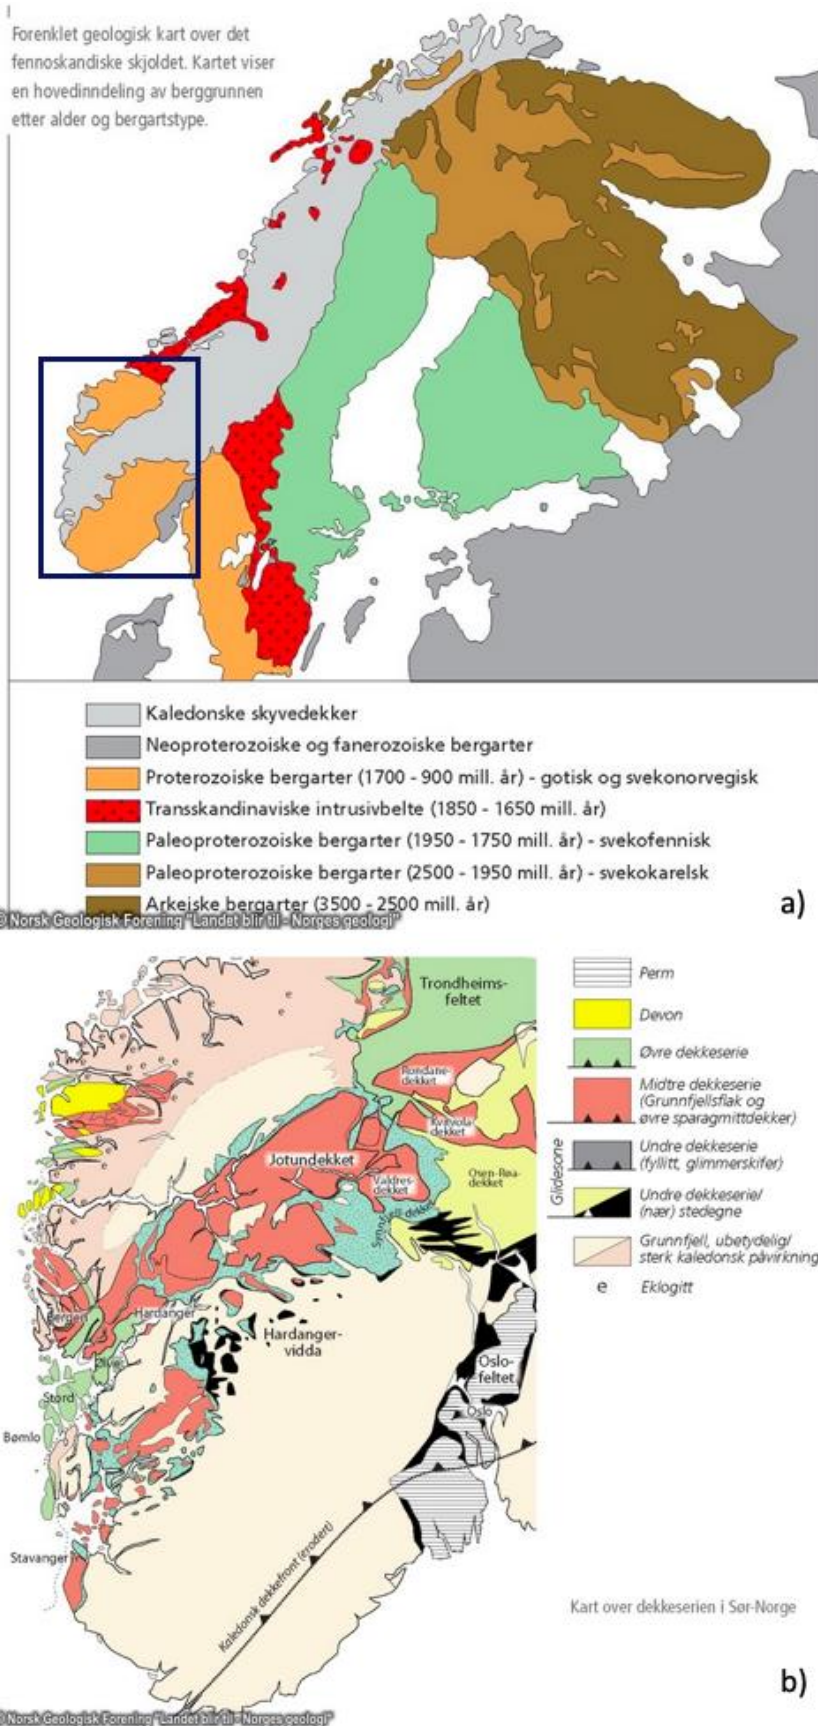 Forenklet geologisk kart over det
fennoskandiske skjoldet. Kartet viser
en hovedinndeling av berggrunnen
etter alder og bergartstype.
Kaledonske skyvedekker
Neoproterozoiske og fanerozoiske bergarter
Proterozoiske bergarter (1700 - 900 mill. år) - gotisk og svekonorvegisk
Transskandinaviske intrusivbelte (1850 - 1650 mill. år)
Paleoproterozoiske bergarter (1950 - 1750 mill. år) - svekofennisk
Paleoproterozoiske bergarter (2500 - 1950 mill. år) - svekokarelsk
Arkeiske bergarter (3500 - 2500 mill. år)
a)
© Norsk Geologisk Forening "Landet blir til - Norges geologi"
Trondheims-
feltet
Rondane-
dekket
Kvitvola
dekket
Jotundekket
Valdres-
dekket
Osen-Røa-
dekket
Synnfjell-dekket
Bergen
Hardanger
Hardanger-
vidda
Ølve
Stord
Bømlo
Stavanger
Oslo-
feltet
Oslo
Kaledonsk dekkefront (erodert)
Perm
Devon
Øvre dekkeserie
Midtre dekkeserie
(Grunnfjellsflak og
øvre sparagmittdekker)
Glidesone
Undre dekkeserie
(fyllitt, glimmerskifer)
Undre dekkeserie/
(nær) stedegne
Grunnfjell, ubetydelig/
sterk kaledonsk påvirkning
e Eklogitt
Kart over dekkeserien i Sør-Norge
b)
© Norsk Geologisk Forening "Landet blir til - Norges geologi"